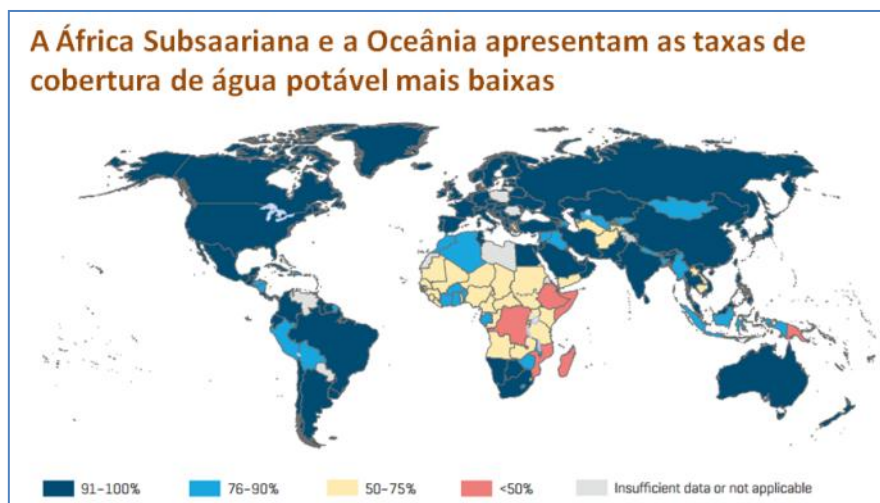 A África Subsaariana e a Oceânia apresentam as taxas de
cobertura de água potável mais baixas
91–100%
76–90%
50–75%
<50%
Insufficient data or not applicable